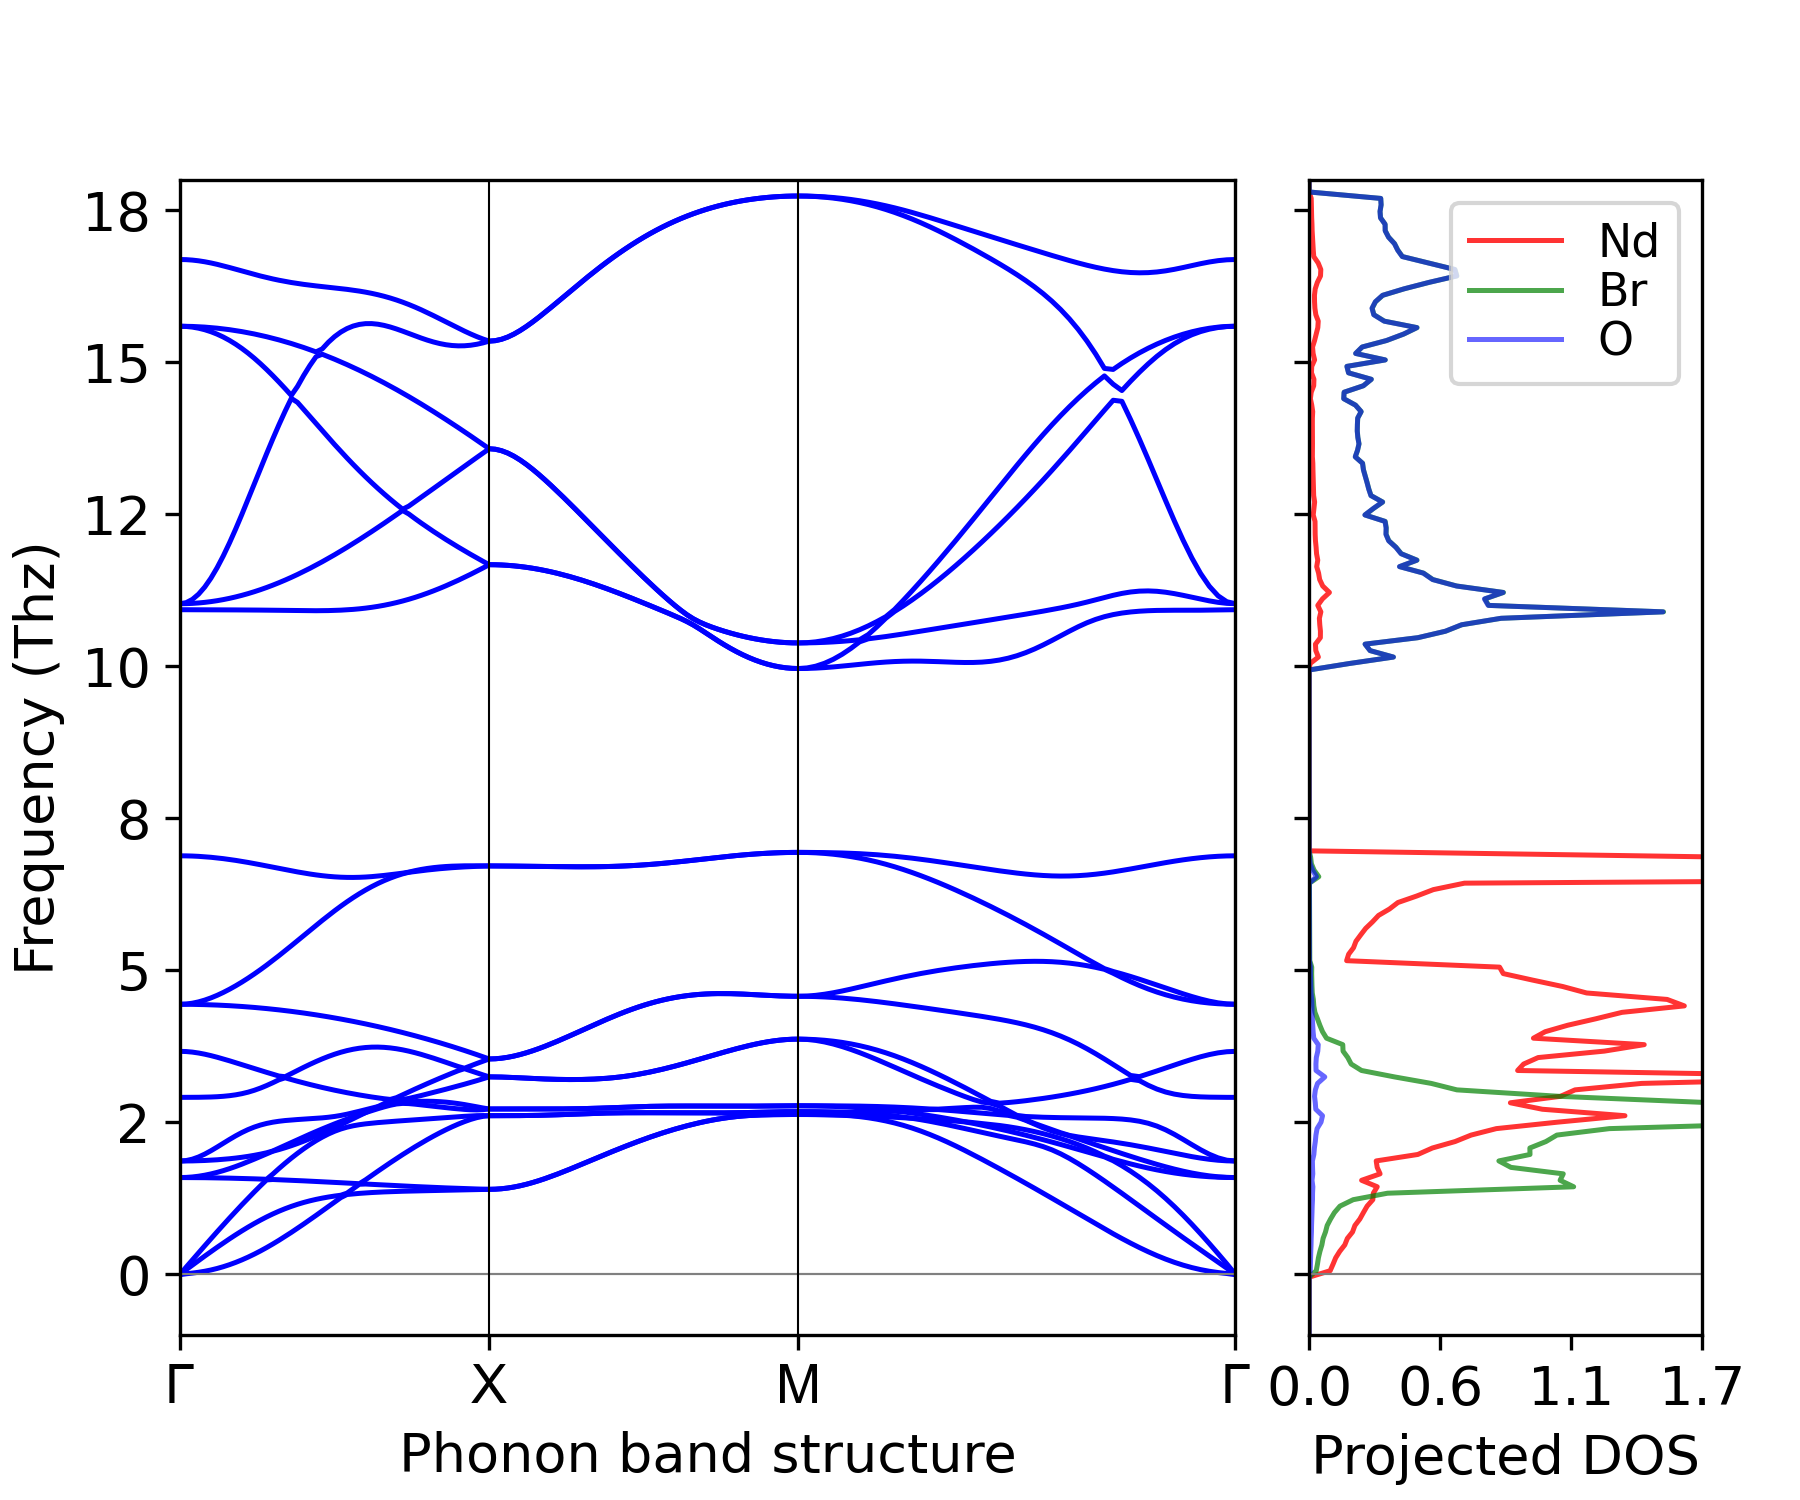 18
15
12
10
8
5
2
0
Frequency (Thz)
Γ X M Γ
Phonon band structure
Nd
Br
O
0.0 0.6 1.1 1.7
Projected DOS